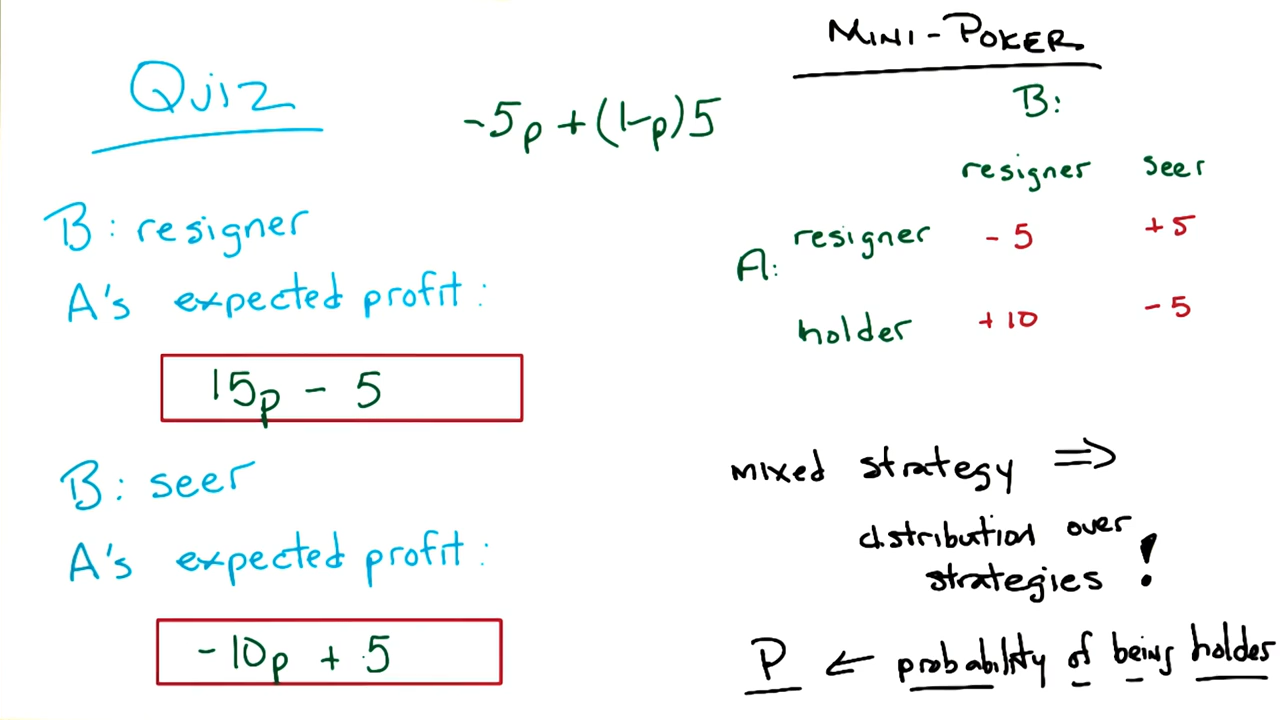 Quiz
-5p + (1-p)5
B: resigner
A's expected profit:
15p - 5
B: seer
A's expected profit:
-10p + 5
MINI-POKER
B:
resigner seer
A:
resigner -5 +5
holder +10 -5
mixed strategy ⇒
distribution over
strategies !
P ← probability of being holder